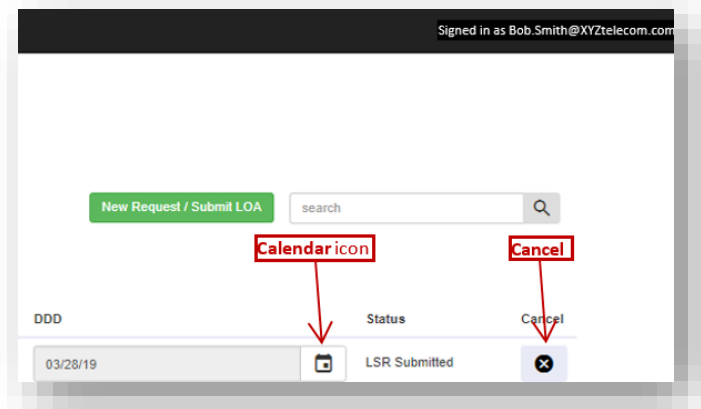 Signed in as Bob.Smith@XYZtelecom.com
New Request / Submit LOA
search
Calendar icon
Cancel
DDD
Status
Cancel
03/28/19
LSR Submitted